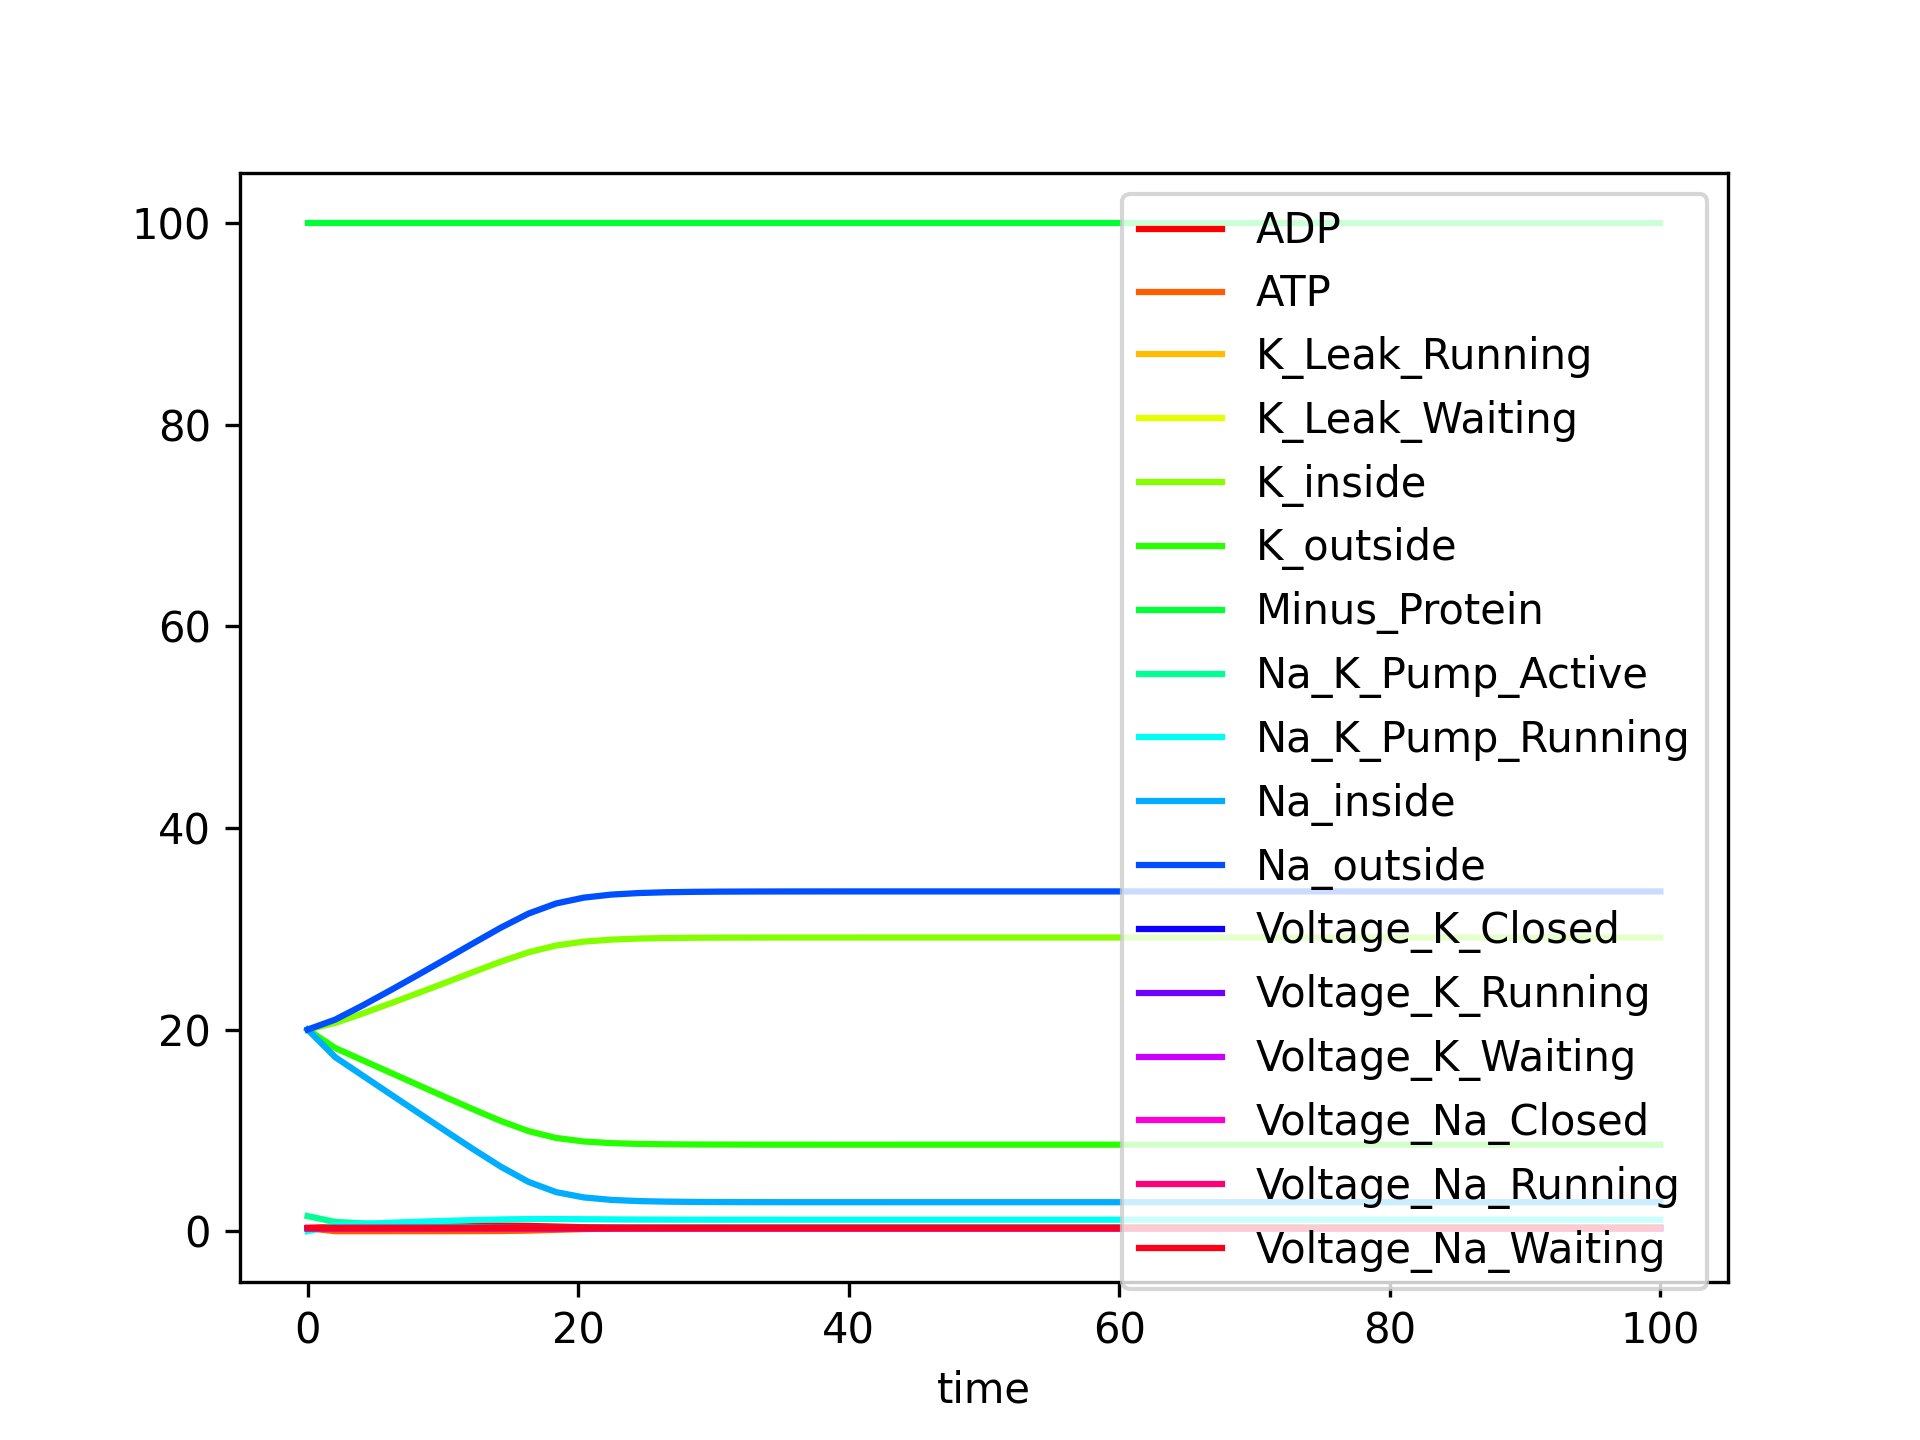 100
80
60
40
20
0
0 20 40 60 80 100
time
ADP
ATP
K_Leak_Running
K_Leak_Waiting
K_inside
K_outside
Minus_Protein
Na_K_Pump_Active
Na_K_Pump_Running
Na_inside
Na_outside
Voltage_K_Closed
Voltage_K_Running
Voltage_K_Waiting
Voltage_Na_Closed
Voltage_Na_Running
Voltage_Na_Waiting